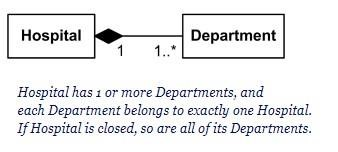 Hospital Department
1 1..*
Hospital has 1 or more Departments, and
each Department belongs to exactly one Hospital.
If Hospital is closed, so are all of its Departments.